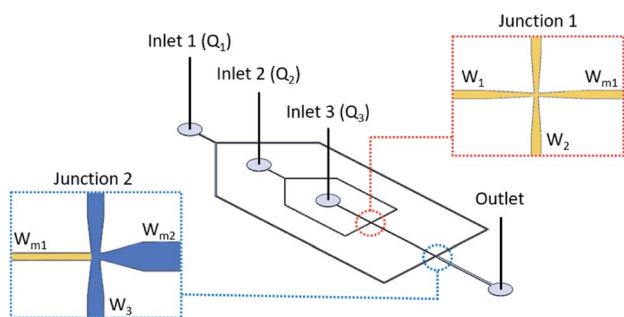 Junction 1
Inlet 1 (Q₁)
Inlet 2 (Q₂)
Inlet 3 (Q₃)
W₁
Wₘ₁
W₂
Junction 2
Outlet
Wₘ₁
Wₘ₂
W₃